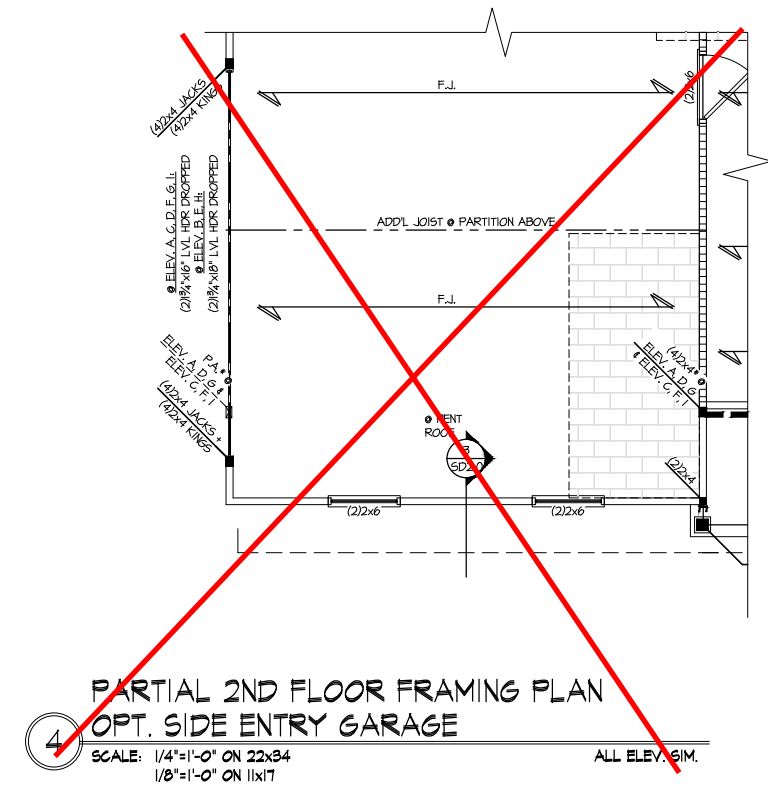 F.J.
(2)2x6
(4)2x4 JACKS
(4)2x4 KINGS
@ ELEV. A, C, D, F, G, I:
(2)1¾"x16" LVL HDR DROPPED
@ ELEV. B, E, H:
(2)1¾"x18" LVL HDR DROPPED
ADD'L JOIST @ PARTITION ABOVE
F.J.
P.A. @
ELEV. A, D, G &
ELEV. C, F, I
(4)2x4 JACKS +
(4)2x4 KINGS
(4)2x4 @
ELEV. A, D, G
& ELEV. C, F, I
@ PENT
ROOF
3
SD2.0
(2)2x4
(2)2x6
(2)2x6
4
PARTIAL 2ND FLOOR FRAMING PLAN
OPT. SIDE ENTRY GARAGE
SCALE: 1/4"=1'-0" ON 22x34
1/8"=1'-0" ON 11x17
ALL ELEV. SIM.